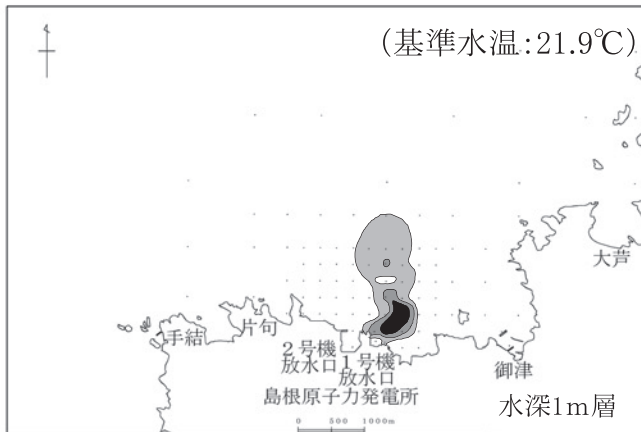 (基準水温:21.9℃)
大芦
手結
片句
2号機
放水口
1号機
放水口
御津
島根原子力発電所
水深1m層
0 500 1000m